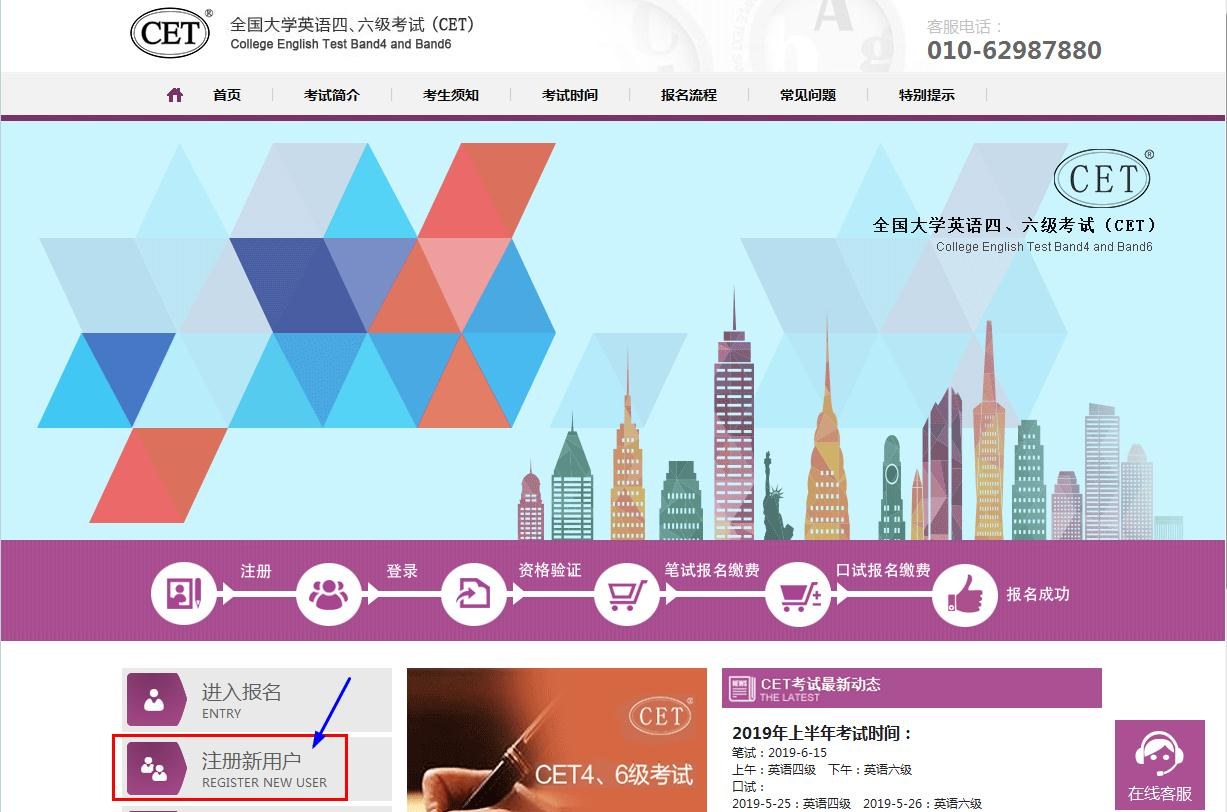 CET®
全国大学英语四、六级考试（CET）
College English Test Band4 and Band6
客服电话：
010-62987880
首页
考试简介
考生须知
考试时间
报名流程
常见问题
特别提示
CET®
全国大学英语四、六级考试（CET）
College English Test Band4 and Band6
注册
登录
资格验证
笔试报名缴费
口试报名缴费
报名成功
进入报名
ENTRY
注册新用户
REGISTER NEW USER
CET®
CET4、6级考试
NEWS
CET考试最新动态
THE LATEST
2019年上半年考试时间：
笔试：2019-6-15
上午：英语四级 下午：英语六级
口试：
2019-5-25：英语四级 2019-5-26：英语六级
在线客服